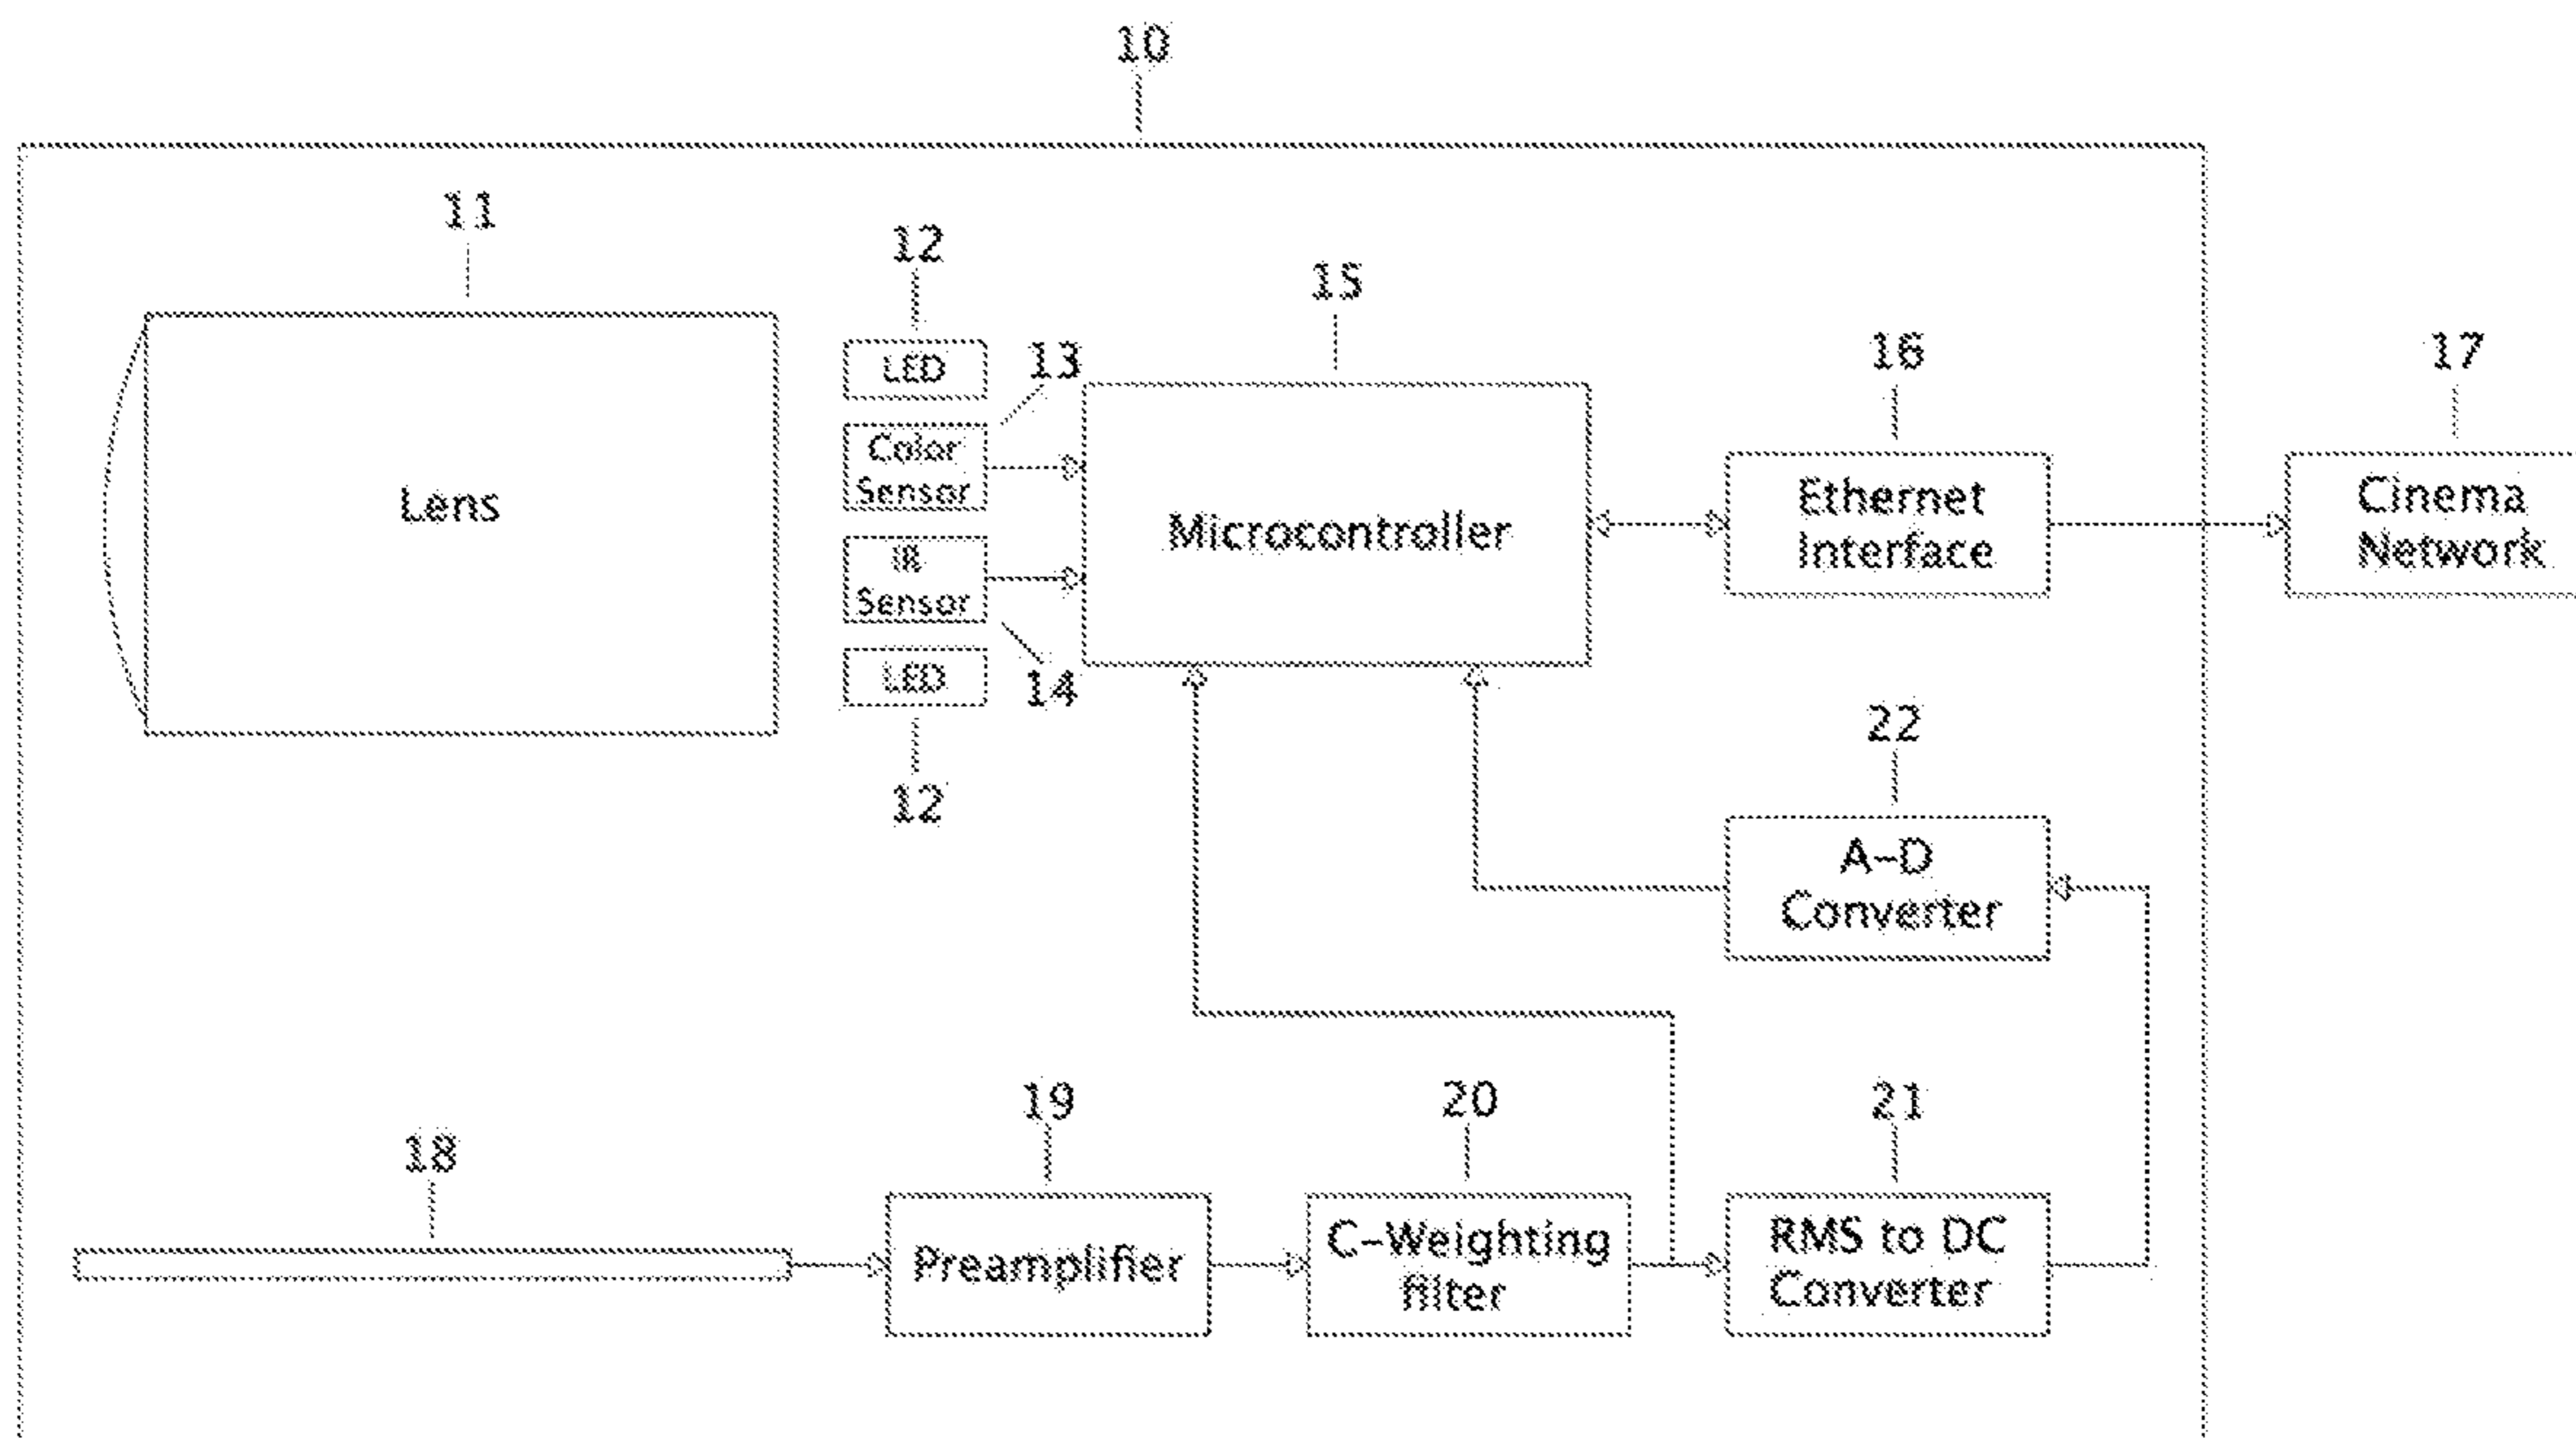 10
11
12
15
LED
13
16
17
Color
Sensor
Lens
Microcontroller
Ethernet
Interface
Cinema
Network
IR
Sensor
LED
14
12
22
A-D
Converter
18
19
20
21
Preamplifier
C-Weighting
filter
RMS to DC
Converter